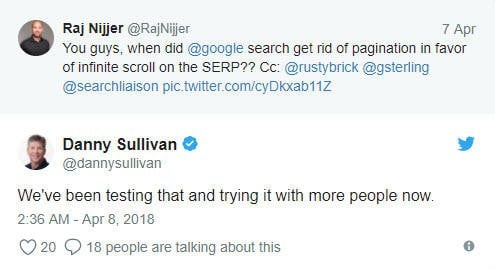 Raj Nijjer @RajNijjer 7 Apr
You guys, when did @google search get rid of pagination in favor
of infinite scroll on the SERP?? Cc: @rustybrick @gsterling
@searchliaison pic.twitter.com/cyDkxab11Z
Danny Sullivan
@dannysullivan
We've been testing that and trying it with more people now.
2:36 AM - Apr 8, 2018
20 18 people are talking about this